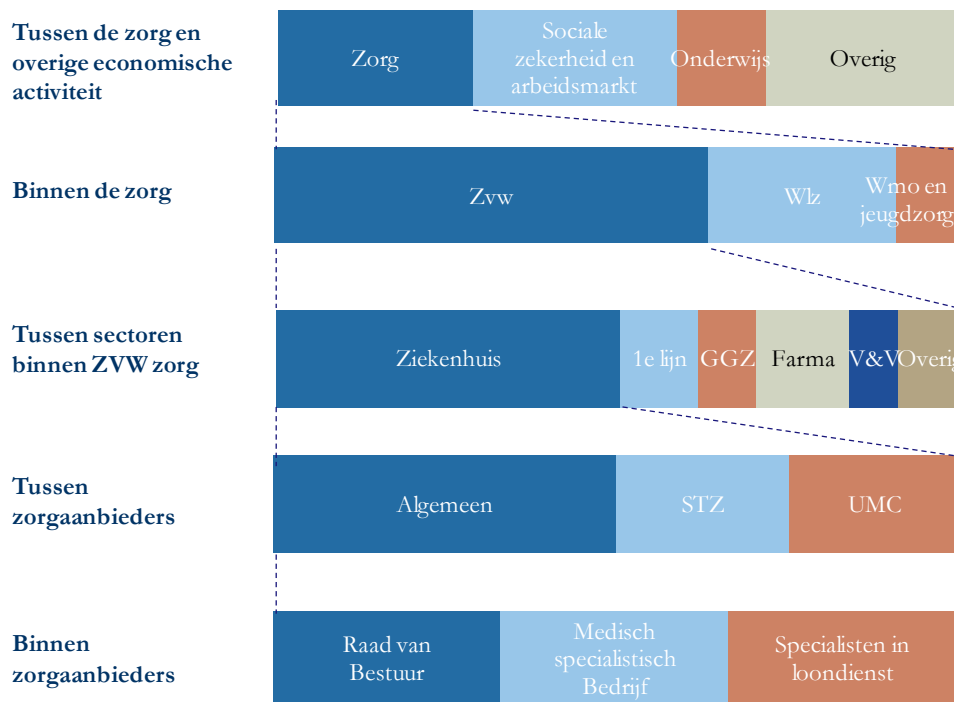 Tussen de zorg en
overige economische
activiteit
Zorg
Sociale
zekerheid en
arbeidsmarkt
Onderwijs
Overig
Binnen de zorg
Zvw
Wlz
Wmo en
jeugdzorg
Tussen sectoren
binnen ZVW zorg
Ziekenhuis
1e lijn
GGZ
Farma
V&V
Overig
Tussen
zorgaanbieders
Algemeen
STZ
UMC
Binnen
zorgaanbieders
Raad van
Bestuur
Medisch
specialistisch
Bedrijf
Specialisten in
loondienst